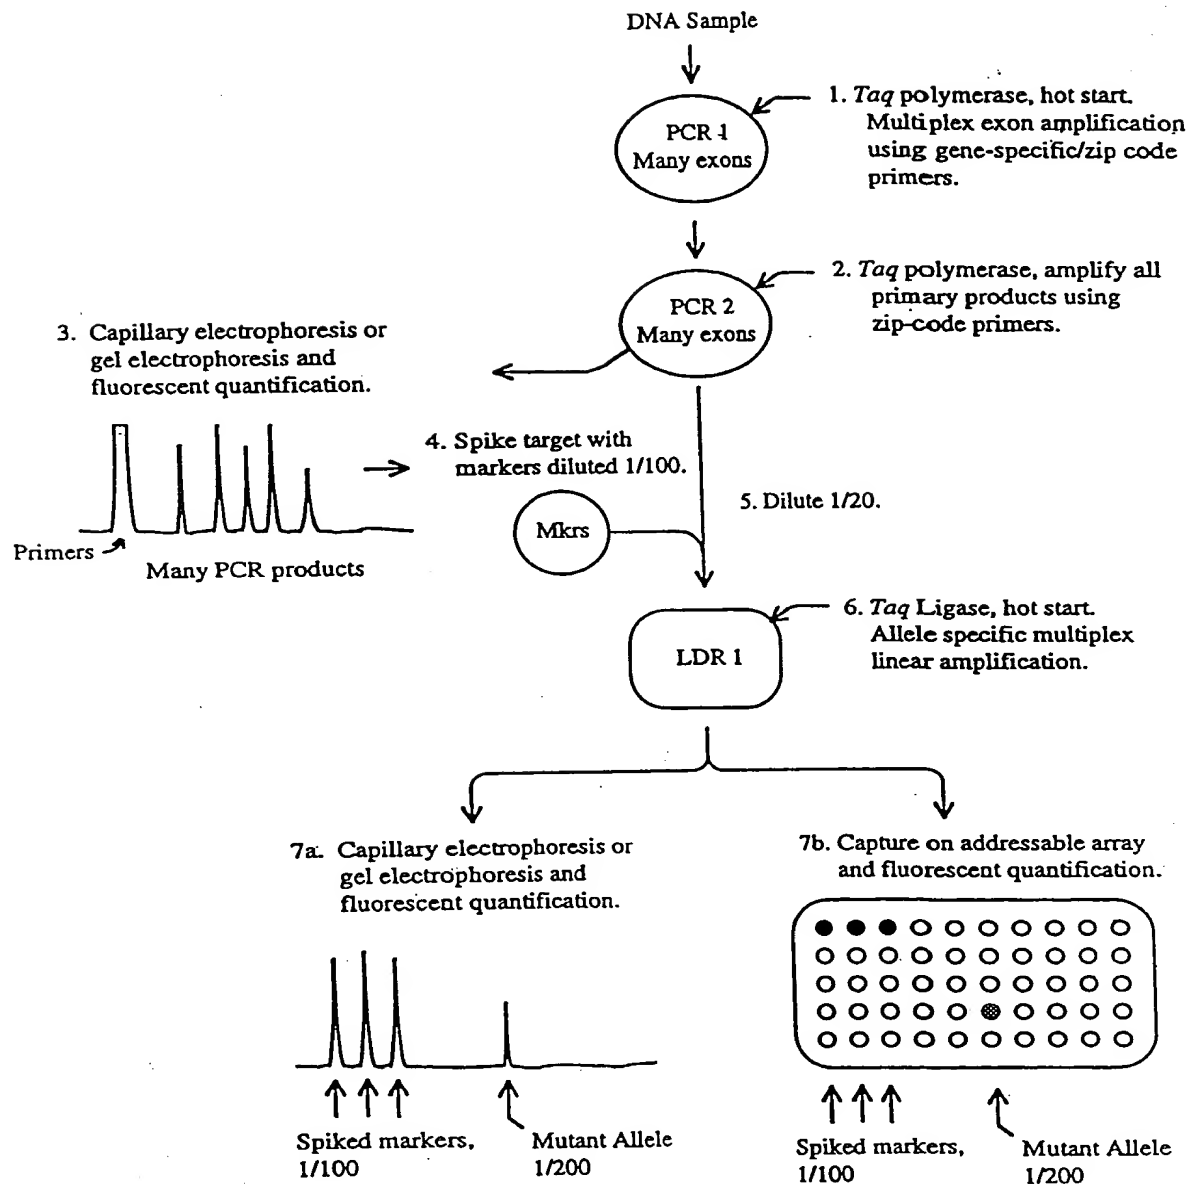 DNA Sample
PCR 1
Many exons
1. Taq polymerase, hot start.
Multiplex exon amplification
using gene-specific/zip code
primers.
PCR 2
Many exons
2. Taq polymerase, amplify all
primary products using
zip-code primers.
3. Capillary electrophoresis or
gel electrophoresis and
fluorescent quantification.
Primers
Many PCR products
4. Spike target with
markers diluted 1/100.
Mkrs
5. Dilute 1/20.
LDR 1
6. Taq Ligase, hot start.
Allele specific multiplex
linear amplification.
7a. Capillary electrophoresis or
gel electrophoresis and
fluorescent quantification.
Spiked markers,
1/100
Mutant Allele
1/200
7b. Capture on addressable array
and fluorescent quantification.
Spiked markers,
1/100
Mutant Allele
1/200